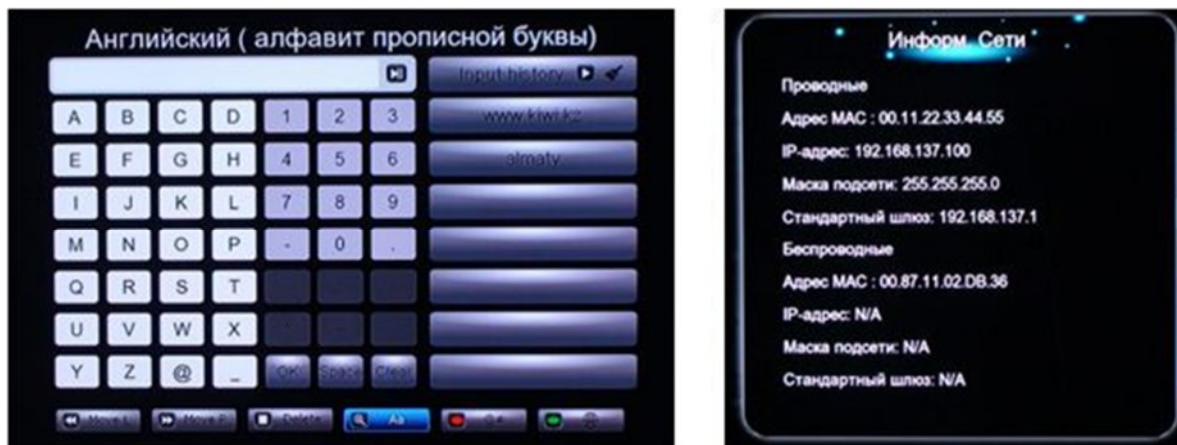 Английский ( алфавит прописной буквы)
Input history
A B C D 1 2 3 www.kiwi.kz
E F G H 4 5 6 almaty
I J K L 7 8 9
M N O P - 0 .
Q R S T
U V W X
Y Z @ _ OK Space Clear
Move L Move R Delete Aa @#
Информ. Сети
Проводные
Адрес MAC : 00.11.22.33.44.55
IP-адрес: 192.168.137.100
Маска подсети: 255.255.255.0
Стандартный шлюз: 192.168.137.1
Беспроводные
Адрес MAC : 00.87.11.02.DB.36
IP-адрес: N/A
Маска подсети: N/A
Стандартный шлюз: N/A